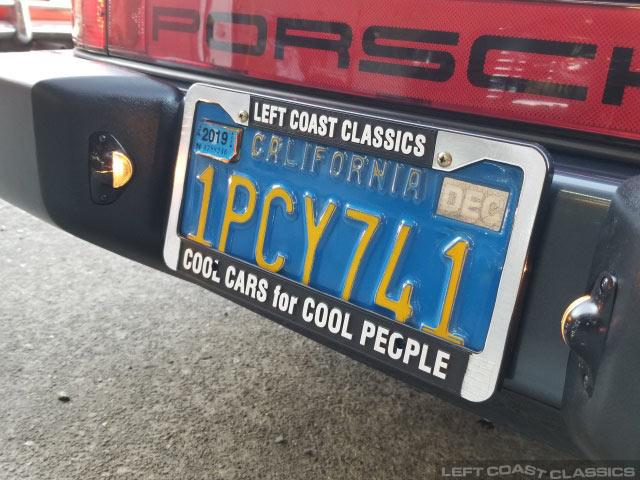 PORSCH
LEFT COAST CLASSICS
2019
CALIFORNIA
DEC
1PCY741
COOL CARS for COOL PEOPLE
LEFT COAST CLASSICS